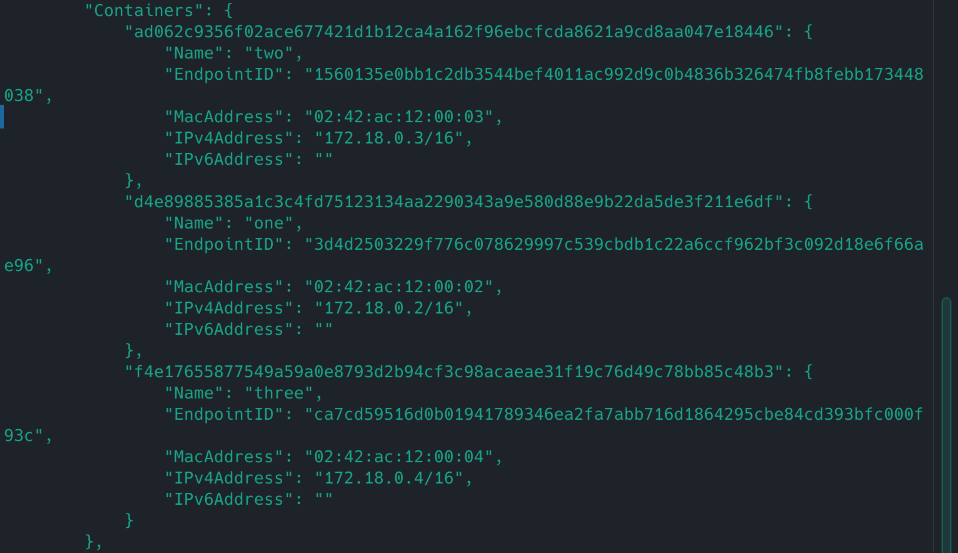 "Containers": {
"ad062c9356f02ace677421d1b12ca4a162f96ebcfcda8621a9cd8aa047e18446": {
"Name": "two",
"EndpointID": "1560135e0bb1c2db3544bef4011ac992d9c0b4836b326474fb8febb173448
038",
"MacAddress": "02:42:ac:12:00:03",
"IPv4Address": "172.18.0.3/16",
"IPv6Address": ""
},
"d4e89885385a1c3c4fd75123134aa2290343a9e580d88e9b22da5de3f211e6df": {
"Name": "one",
"EndpointID": "3d4d2503229f776c078629997c539cbdb1c22a6ccf962bf3c092d18e6f66a
e96",
"MacAddress": "02:42:ac:12:00:02",
"IPv4Address": "172.18.0.2/16",
"IPv6Address": ""
},
"f4e17655877549a59a0e8793d2b94cf3c98acaeae31f19c76d49c78bb85c48b3": {
"Name": "three",
"EndpointID": "ca7cd59516d0b01941789346ea2fa7abb716d1864295cbe84cd393bfc000f
93c",
"MacAddress": "02:42:ac:12:00:04",
"IPv4Address": "172.18.0.4/16",
"IPv6Address": ""
}
},